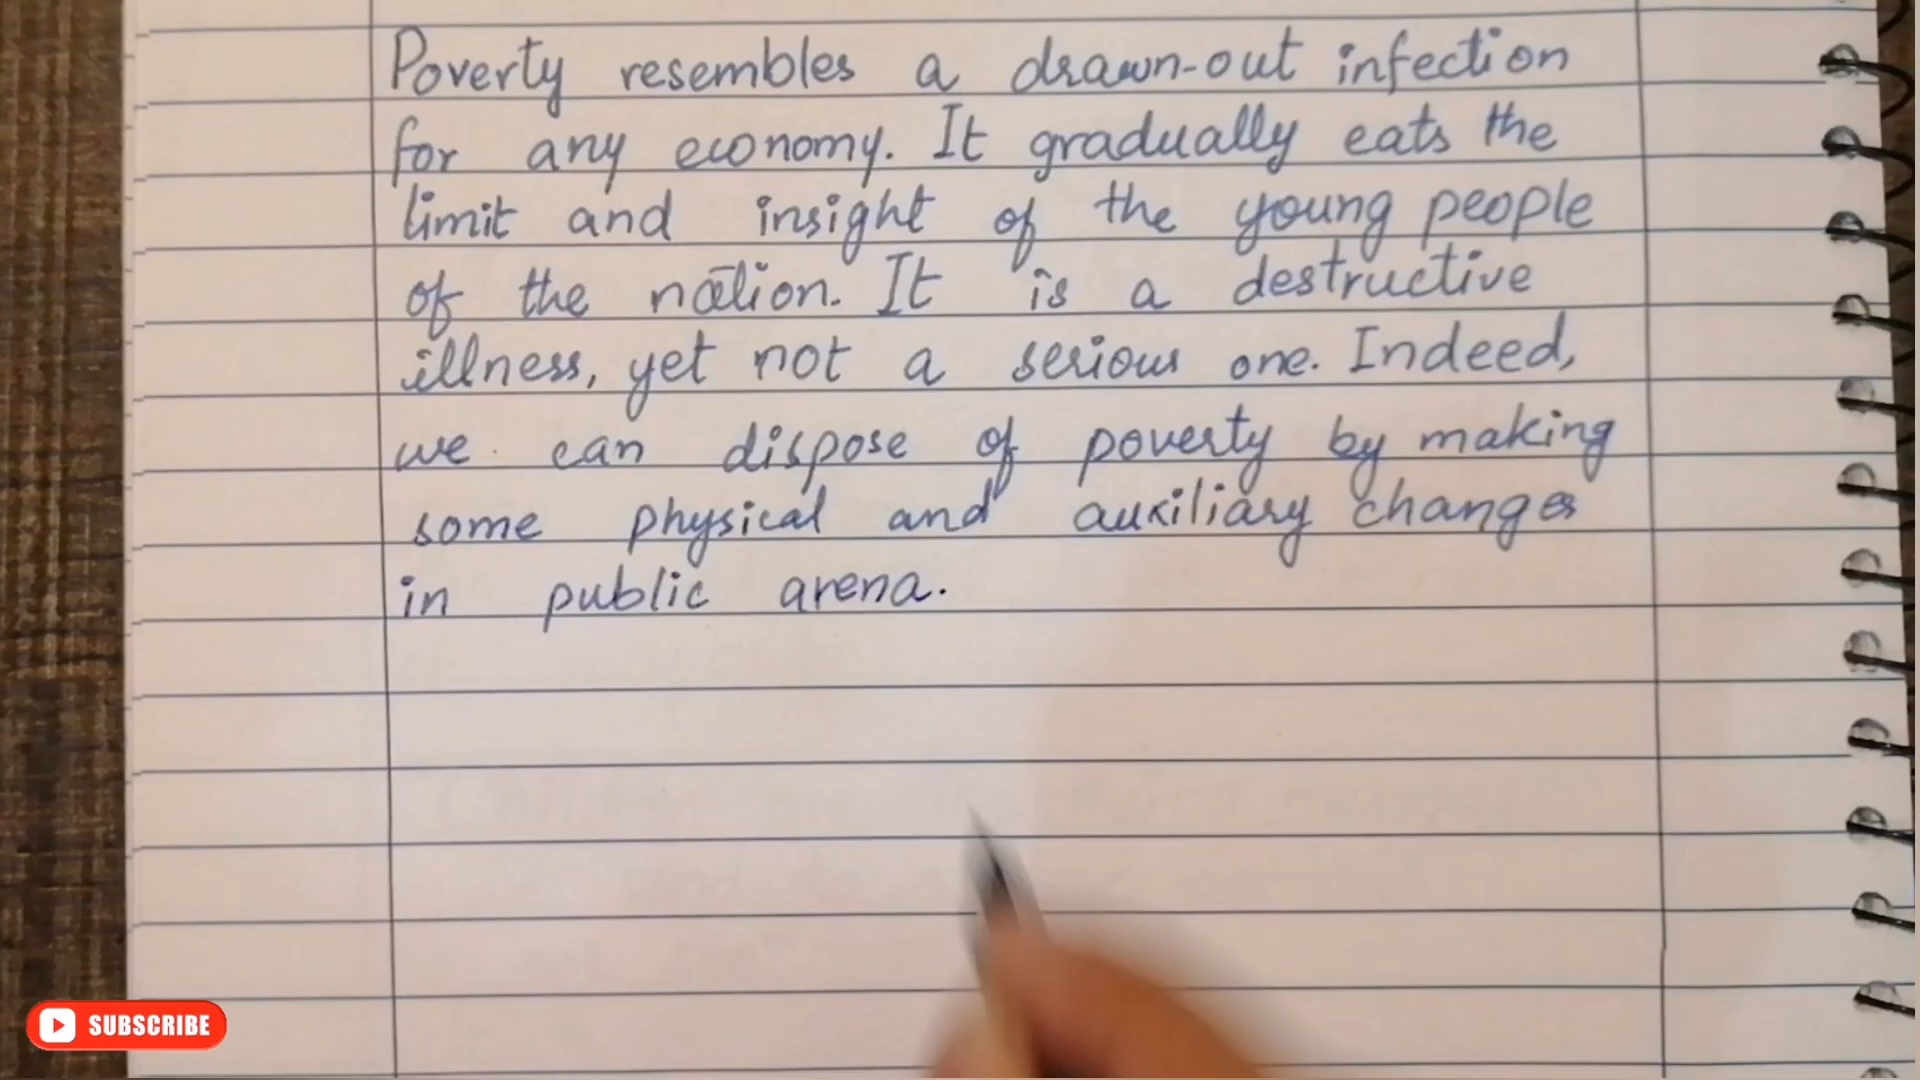 Poverty resembles a drawn-out infection
for any economy. It gradually eats the
limit and insight of the young people
of the nation. It is a destructive
illness, yet not a serious one. Indeed,
we can dispose of poverty by making
some physical and auxiliary changes
in public arena.
SUBSCRIBE